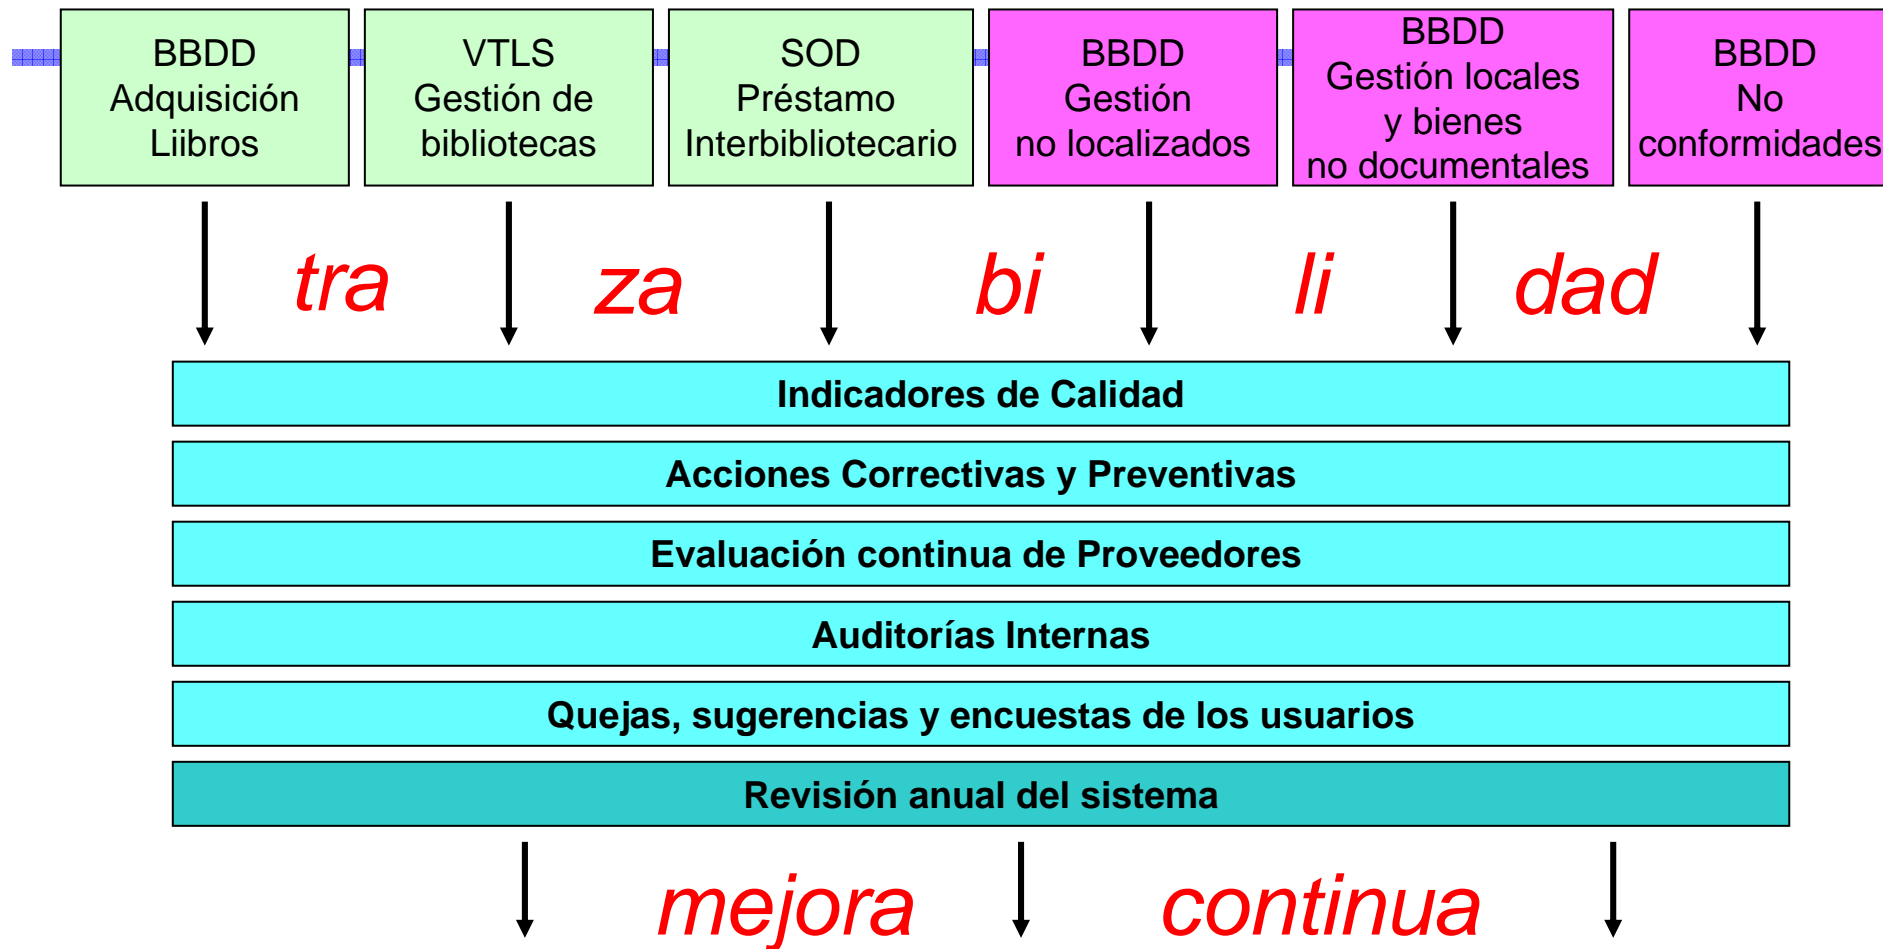 BBDD
Adquisición
Liibros
VTLS
Gestión de
bibliotecas
SOD
Préstamo
Interbibliotecario
BBDD
Gestión
no localizados
BBDD
Gestión locales
y bienes
no documentales
BBDD
No
conformidades
tra za bi li dad
Indicadores de Calidad
Acciones Correctivas y Preventivas
Evaluación continua de Proveedores
Auditorías Internas
Quejas, sugerencias y encuestas de los usuarios
Revisión anual del sistema
mejora continua